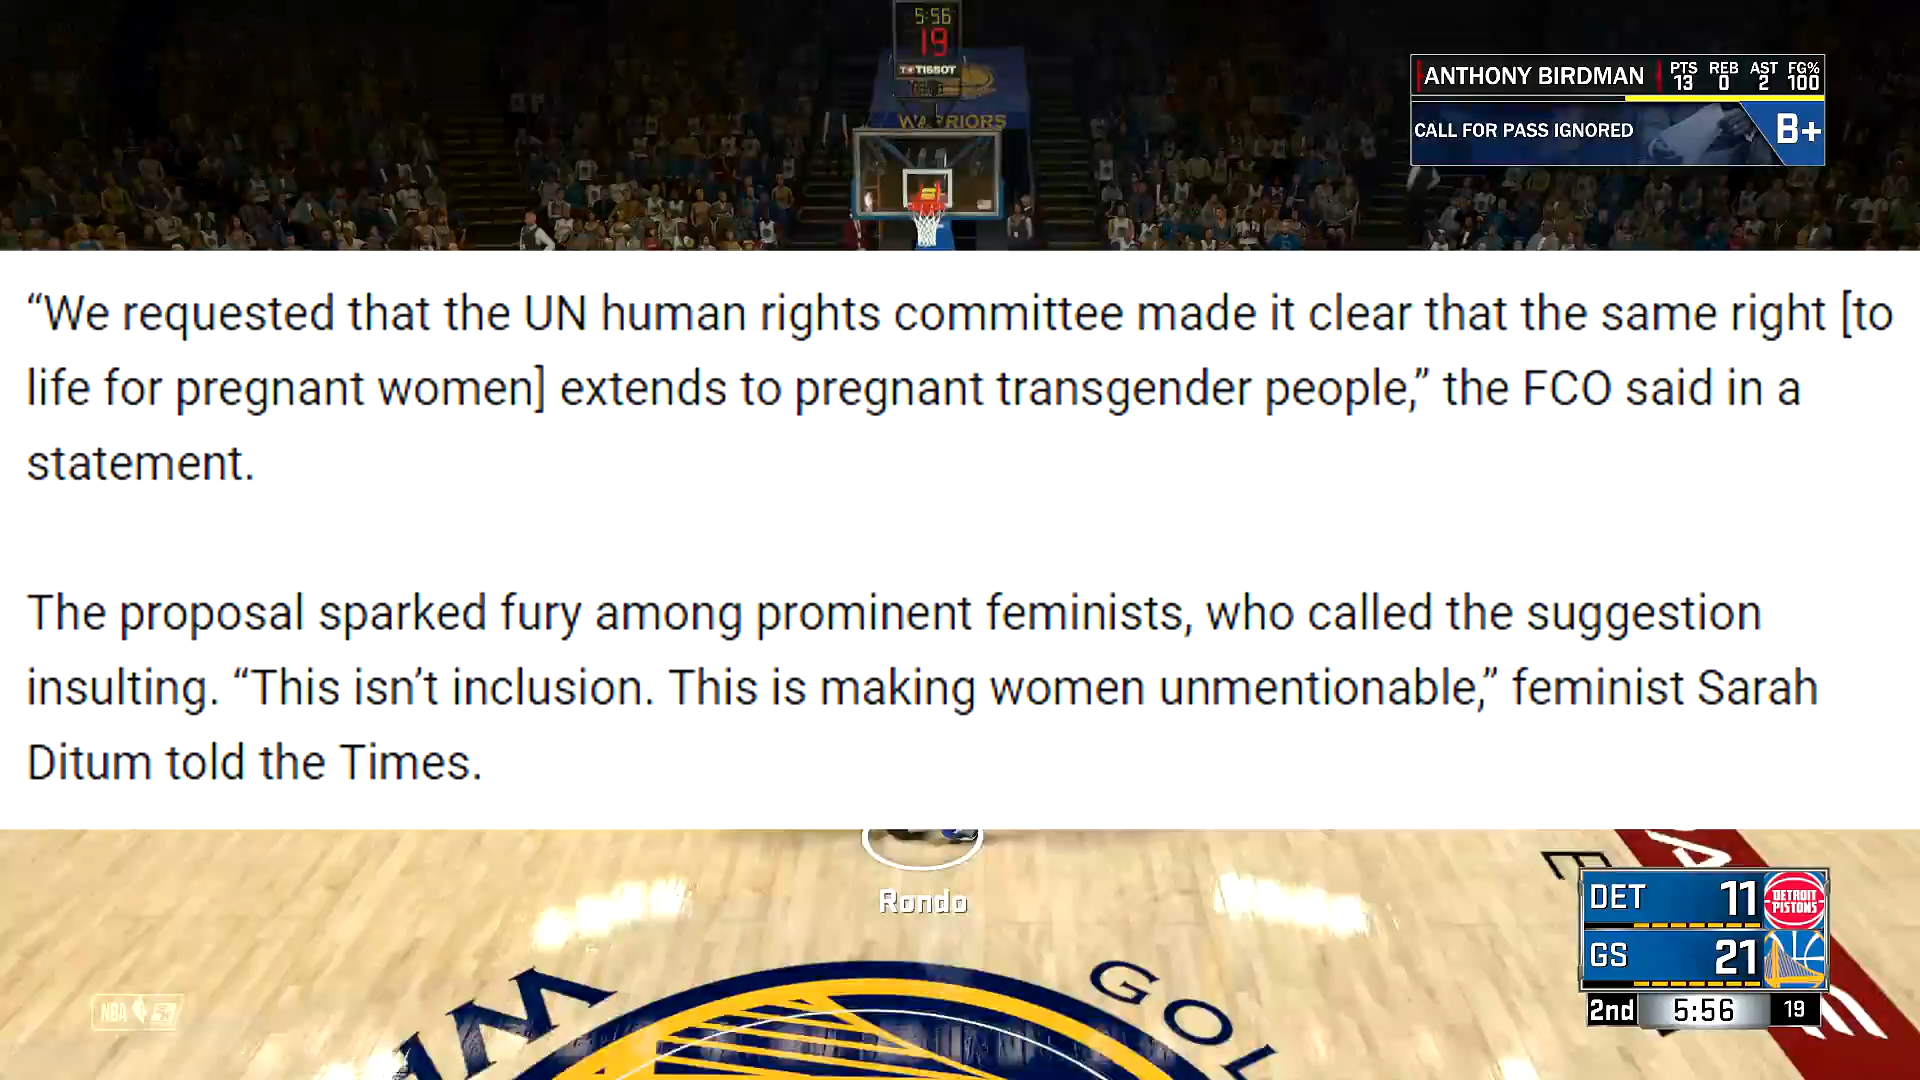 5:56
19
TISSOT
WARRIORS
ANTHONY BIRDMAN PTS REB AST FG%
13 0 2 100
CALL FOR PASS IGNORED B+
“We requested that the UN human rights committee made it clear that the same right [to
life for pregnant women] extends to pregnant transgender people,” the FCO said in a
statement.
The proposal sparked fury among prominent feminists, who called the suggestion
insulting. “This isn’t inclusion. This is making women unmentionable,” feminist Sarah
Ditum told the Times.
Rondo
DET 11 DETROIT PISTONS
GS 21
2nd 5:56 19
NBA 2K
GOL